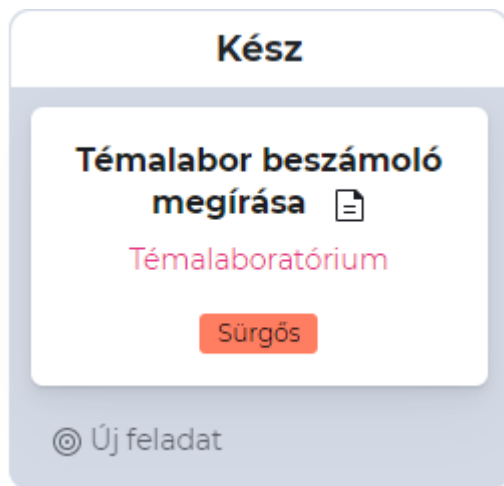 Kész
Témalabor beszámoló
megírása
Témalaboratórium
Sürgős
Új feladat